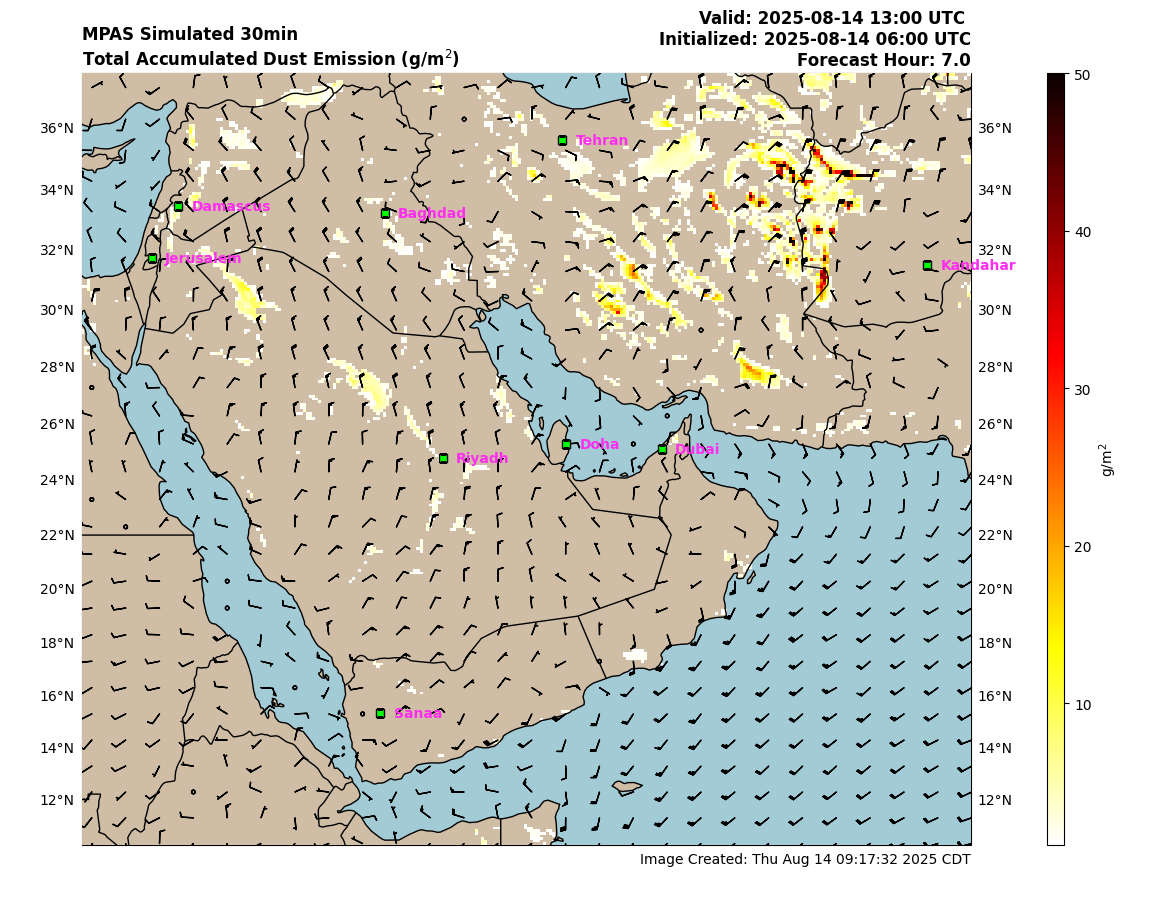 Valid: 2025-08-14 13:00 UTC
MPAS Simulated 30min
Initialized: 2025-08-14 06:00 UTC
Total Accumulated Dust Emission (g/m²)
Forecast Hour: 7.0
50
36°N
36°N
Tehran
34°N
34°N
Damascus
Baghdad
40
32°N
32°N
Jerusalem
Kandahar
30°N
30°N
28°N
28°N
30
26°N
26°N
Doha
Dubai
Riyadh
g/m²
24°N
24°N
22°N
22°N
20
20°N
20°N
18°N
18°N
16°N
16°N
10
Sanaa
14°N
14°N
12°N
12°N
Image Created: Thu Aug 14 09:17:32 2025 CDT